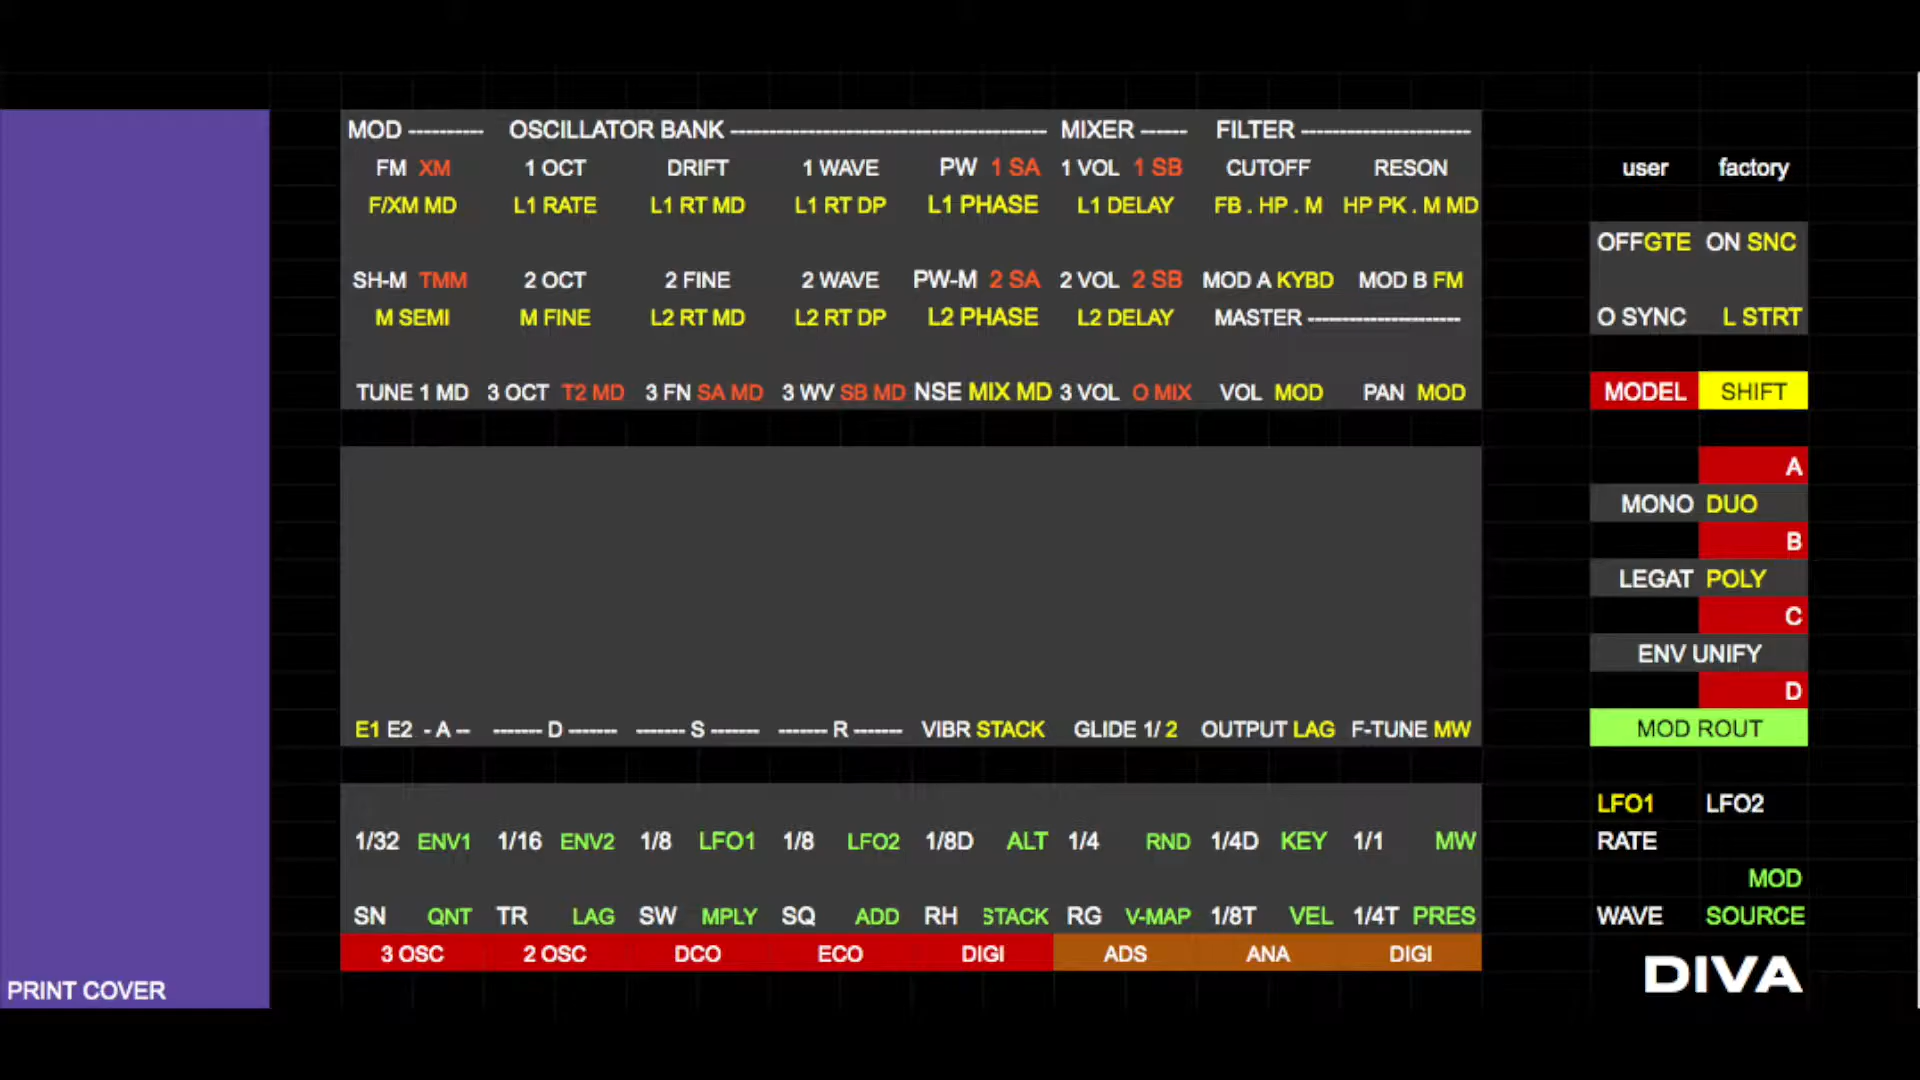 MOD ---------- OSCILLATOR BANK ---------------------------------------------- MIXER ------ FILTER ----------------------
FM XM 1 OCT DRIFT 1 WAVE PW 1 SA 1 VOL 1 SB CUTOFF RESON
F/XM MD L1 RATE L1 RT MD L1 RT DP L1 PHASE L1 DELAY FB . HP . M HP PK . M MD
SH-M TMM 2 OCT 2 FINE 2 WAVE PW-M 2 SA 2 VOL 2 SB MOD A KYBD MOD B FM
M SEMI M FINE L2 RT MD L2 RT DP L2 PHASE L2 DELAY MASTER --------------------
TUNE 1 MD 3 OCT T2 MD 3 FN SA MD 3 WV SB MD NSE MIX MD 3 VOL O MIX VOL MOD PAN MOD
E1 E2 - A -- ------- D ------- ------- S ------- ------- R ------- VIBR STACK GLIDE 1/ 2 OUTPUT LAG F-TUNE MW
1/32 ENV1 1/16 ENV2 1/8 LFO1 1/8 LFO2 1/8D ALT 1/4 RND 1/4D KEY 1/1 MW
SN QNT TR LAG SW MPLY SQ ADD RH STACK RG V-MAP 1/8T VEL 1/4T PRES
3 OSC 2 OSC DCO ECO DIGI ADS ANA DIGI
PRINT COVER
user factory
OFFGTE ON SNC
O SYNC L STRT
MODEL SHIFT
A
MONO DUO
B
LEGAT POLY
C
ENV UNIFY
D
MOD ROUT
LFO1 LFO2
RATE
MOD
WAVE SOURCE
DIVA